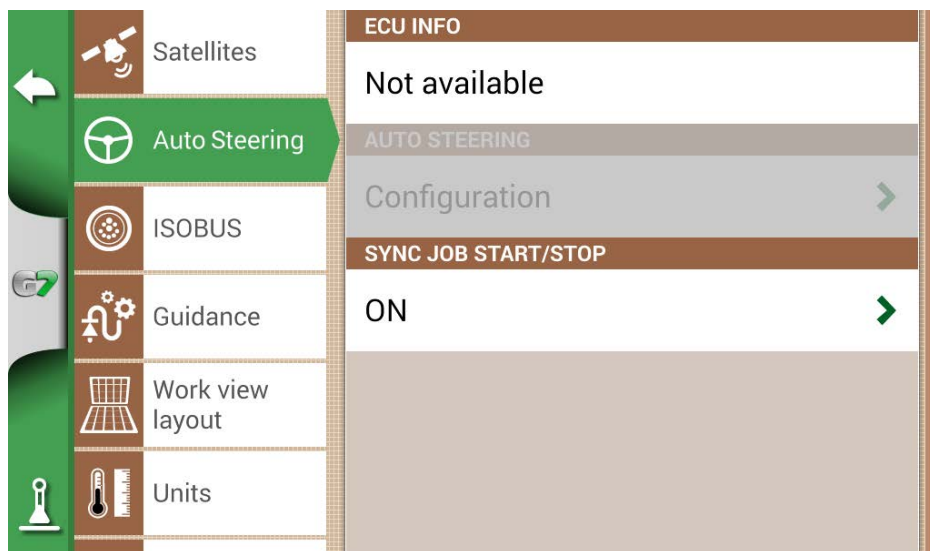 Satellites
Auto Steering
ISOBUS
Guidance
Work view
layout
Units
G7
ECU INFO
Not available
AUTO STEERING
Configuration
SYNC JOB START/STOP
ON